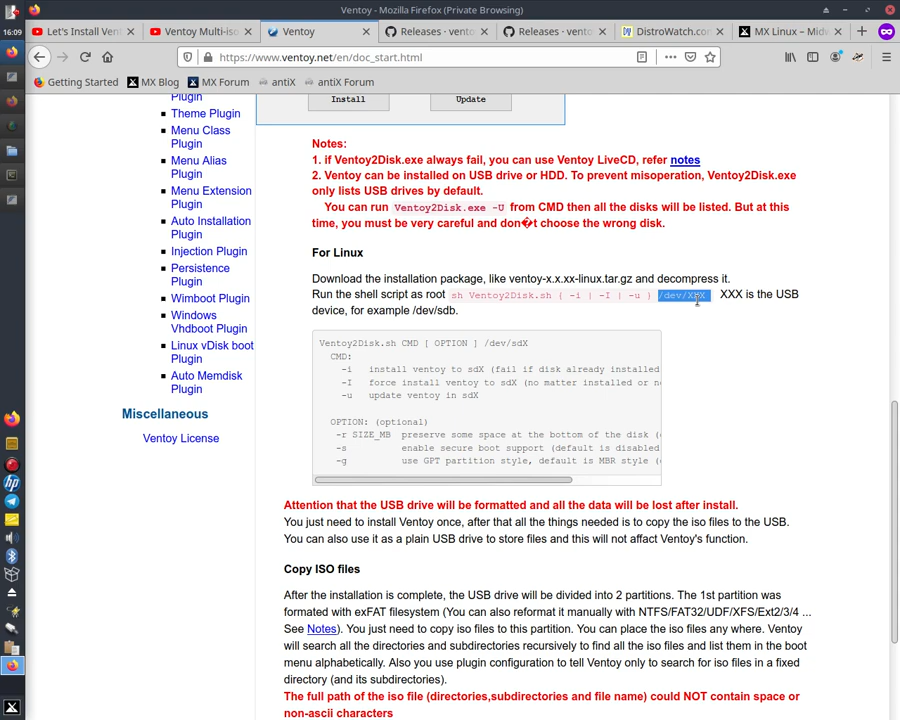 Ventoy - Mozilla Firefox (Private Browsing)
16:09
Let's Install Vent
Ventoy Multi-iso
Ventoy
Releases · vento
Releases · vento
DistroWatch.com
MX Linux – Mid
https://www.ventoy.net/en/doc_start.html
Getting Started
MX Blog
MX Forum
antiX
antiX Forum
Plugin
Theme Plugin
Menu Class
Plugin
Menu Alias
Plugin
Menu Extension
Plugin
Auto Installation
Plugin
Injection Plugin
Persistence
Plugin
Wimboot Plugin
Windows
Vhdboot Plugin
Linux vDisk boot
Plugin
Auto Memdisk
Plugin
Miscellaneous
Ventoy License
Install
Update
Notes:
1. if Ventoy2Disk.exe always fail, you can use Ventoy LiveCD, refer notes
2. Ventoy can be installed on USB drive or HDD. To prevent misoperation, Ventoy2Disk.exe
only lists USB drives by default.
You can run Ventoy2Disk.exe -U from CMD then all the disks will be listed. But at this
time, you must be very careful and don�t choose the wrong disk.
For Linux
Download the installation package, like ventoy-x.x.xx-linux.tar.gz and decompress it.
Run the shell script as root sh Ventoy2Disk.sh { -i | -I | -u } /dev/XXX XXX is the USB
device, for example /dev/sdb.
Ventoy2Disk.sh CMD [ OPTION ] /dev/sdX
CMD:
-i install ventoy to sdX (fail if disk already installed
-I force install ventoy to sdX (no matter installed or
-u update ventoy in sdX
OPTION: (optional)
-r SIZE_MB preserve some space at the bottom of the disk
-s enable secure boot support (default is disabled
-g use GPT partition style, default is MBR style
Attention that the USB drive will be formatted and all the data will be lost after install.
You just need to install Ventoy once, after that all the things needed is to copy the iso files to the USB.
You can also use it as a plain USB drive to store files and this will not affact Ventoy's function.
Copy ISO files
After the installation is complete, the USB drive will be divided into 2 partitions. The 1st partition was
formatted with exFAT filesystem (You can also reformat it manually with NTFS/FAT32/UDF/XFS/Ext2/3/4 ...
See Notes). You just need to copy iso files to this partition. You can place the iso files any where. Ventoy
will search all the directories and subdirectories recursively to find all the iso files and list them in the boot
menu alphabetically. Also you use plugin configuration to tell Ventoy only to search for iso files in a fixed
directory (and its subdirectories).
The full path of the iso file (directories,subdirectories and file name) could NOT contain space or
non-ascii characters